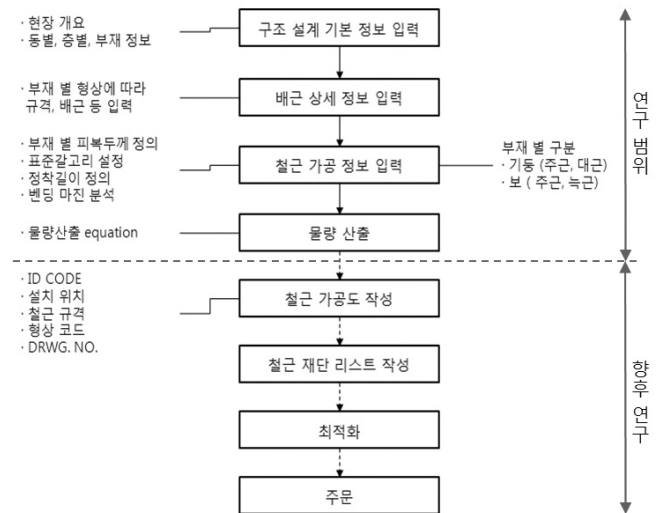 · 현장 개요
· 동별, 층별, 부재 정보
구조 설계 기본 정보 입력
· 부재 별 형상에 따라
규격, 배근 등 입력
배근 상세 정보 입력
· 부재 별 피복두께 정의
· 표준갈고리 설정
· 정착길이 정의
· 벤딩 마진 분석
철근 가공 정보 입력
부재 별 구분
· 기둥 (주근, 대근)
· 보 ( 주근, 늑근)
· 물량산출 equation
물량 산출
연구 범위
· ID CODE
· 설치 위치
· 철근 규격
· 형상 코드
· DRWG. NO.
철근 가공도 작성
철근 재단 리스트 작성
최적화
주문
향후 연구